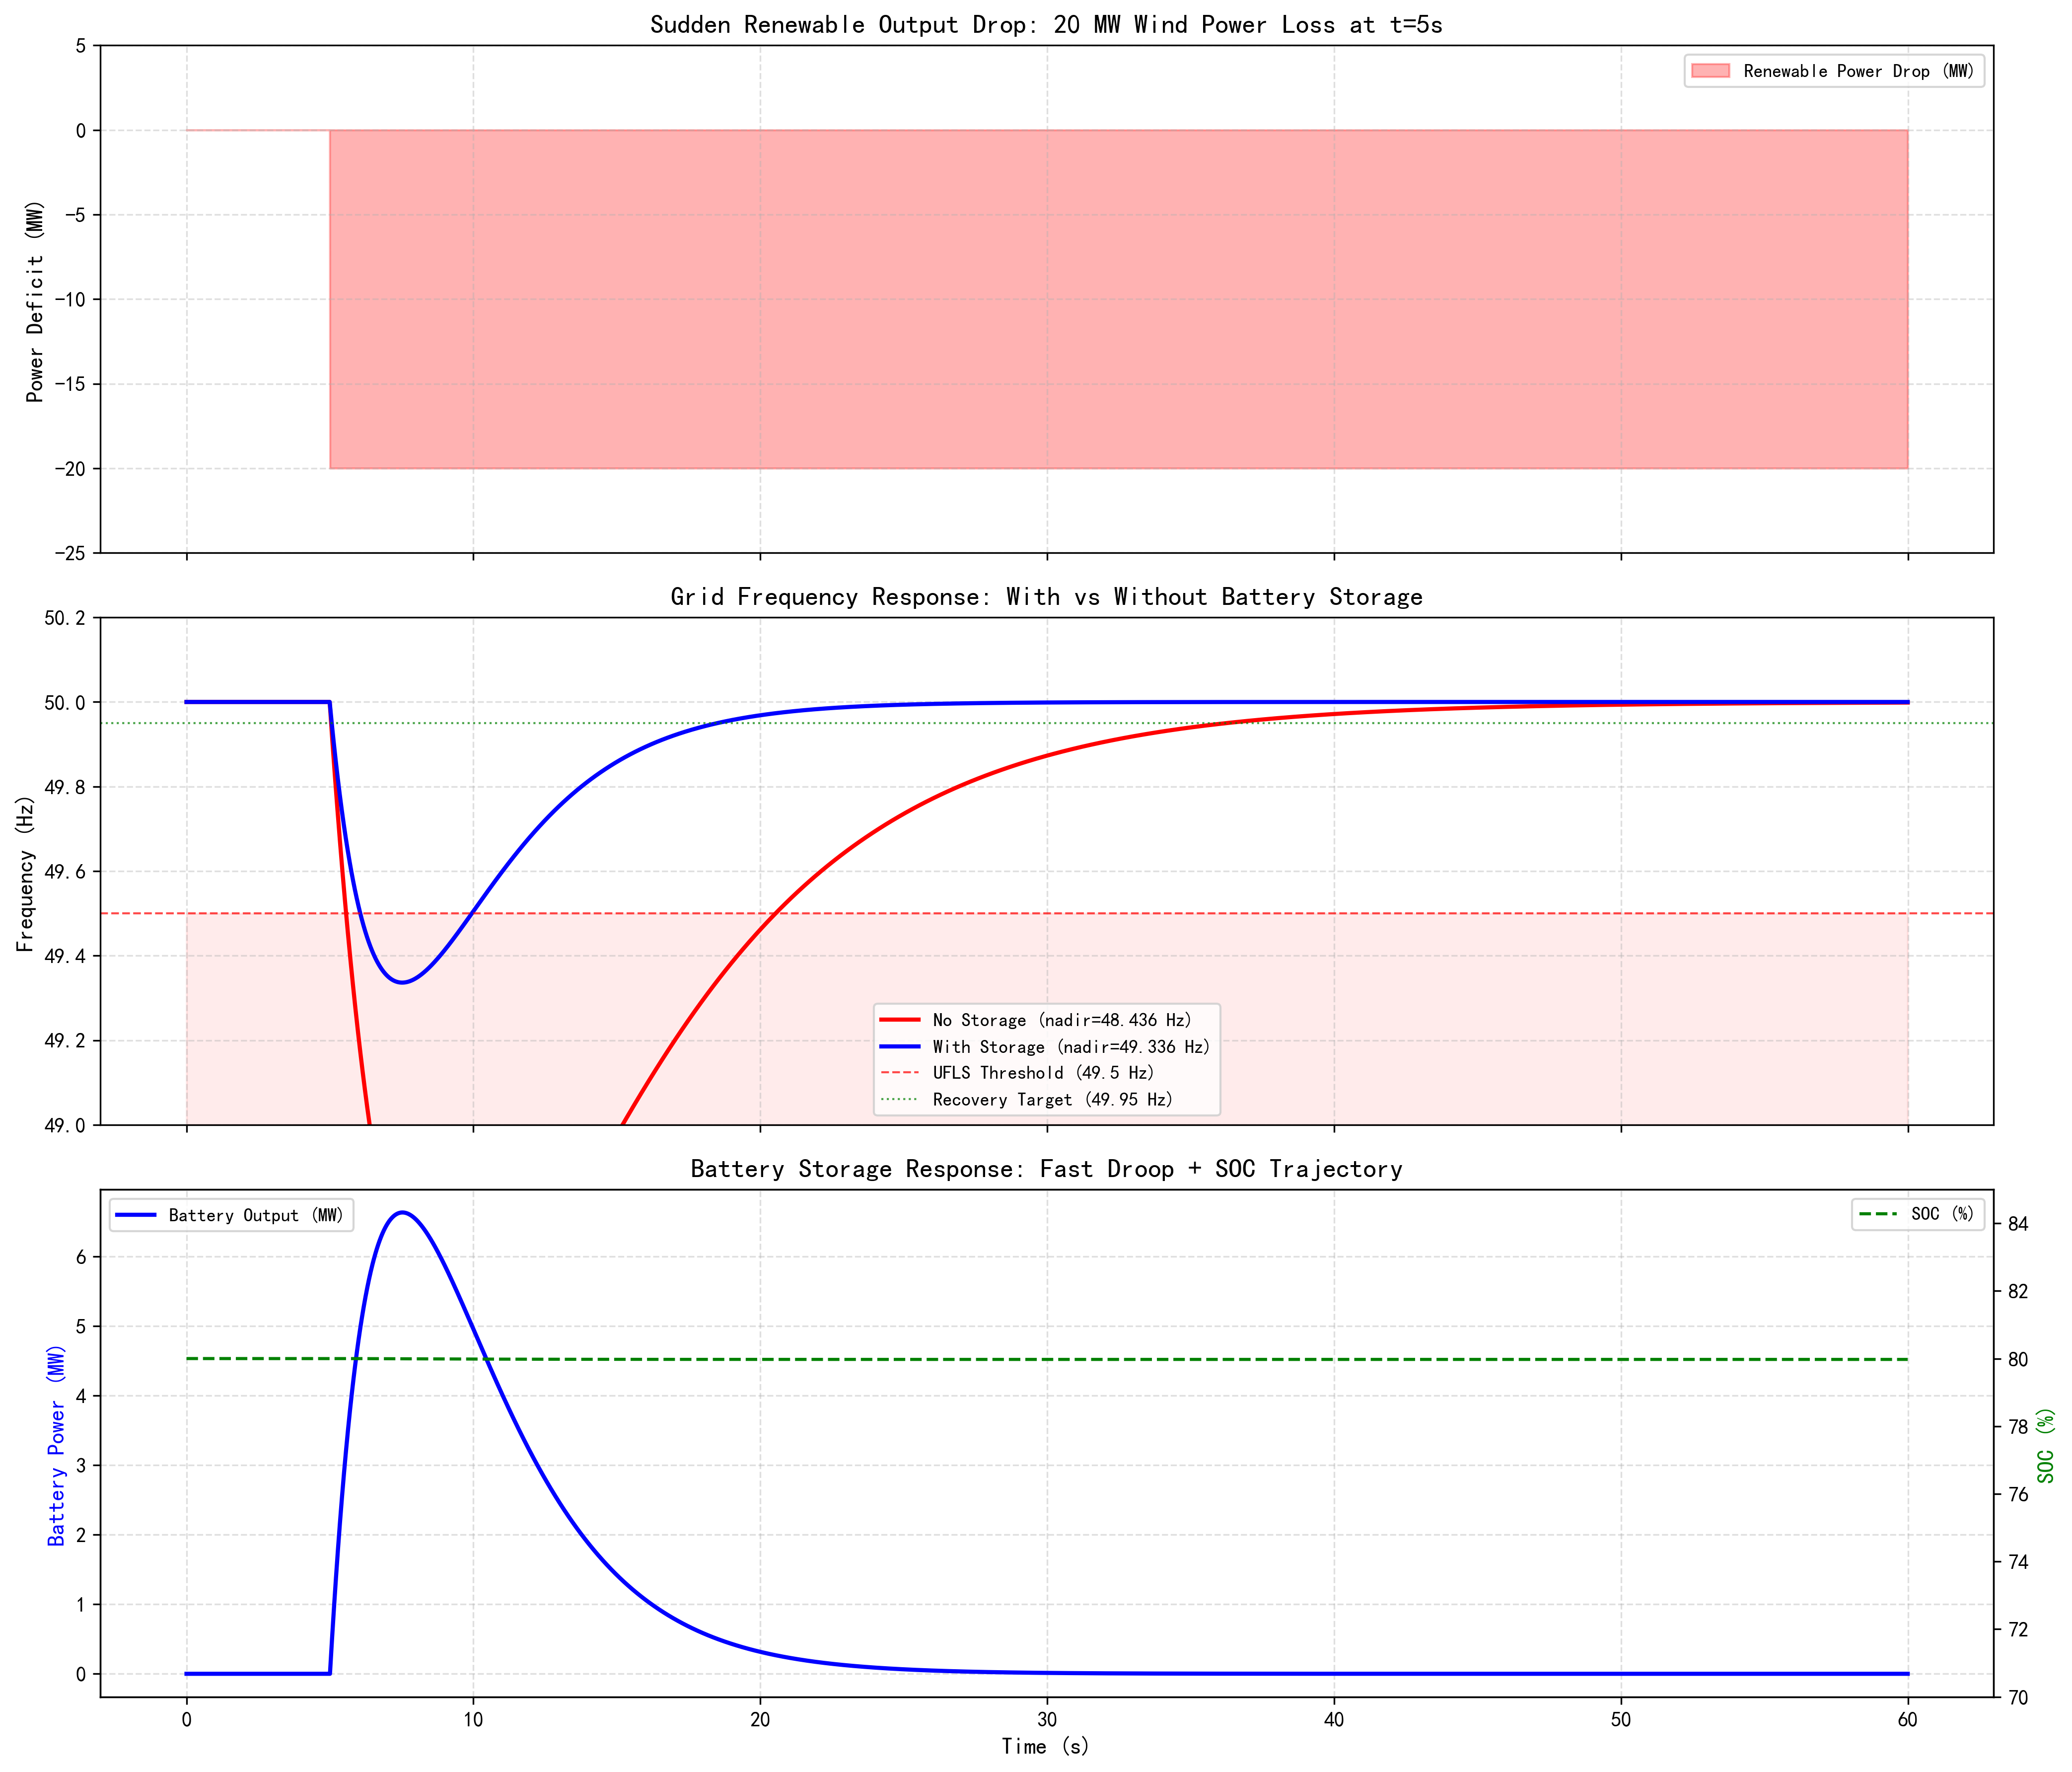 Sudden Renewable Output Drop: 20 MW Wind Power Loss at t=5s
5
0
−5
−10
−15
−20
−25
Power Deficit (MW)
Renewable Power Drop (MW)
Grid Frequency Response: With vs Without Battery Storage
50.2
50.0
49.8
49.6
49.4
49.2
49.0
Frequency (Hz)
No Storage (nadir=48.436 Hz)
With Storage (nadir=49.336 Hz)
UFLS Threshold (49.5 Hz)
Recovery Target (49.95 Hz)
Battery Storage Response: Fast Droop + SOC Trajectory
Battery Output (MW)
SOC (%)
6
5
4
3
2
1
0
Battery Power (MW)
84
82
80
78
76
74
72
70
SOC (%)
0 10 20 30 40 50 60
Time (s)